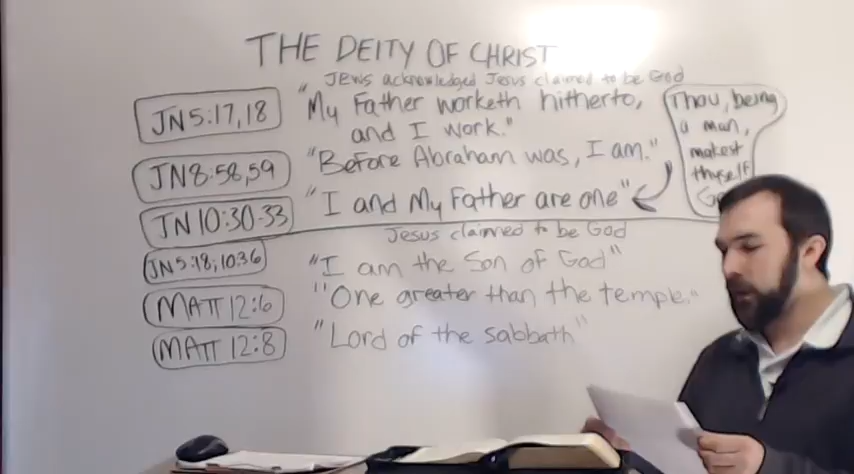 THE DEITY OF CHRIST
Jews acknowledged Jesus claimed to be God
JN 5:17,18
"My Father worketh hitherto,
and I work."
JN 8:58,59
"Before Abraham was, I am."
JN 10:30-33
"I and My Father are one"
Thou, being
a man,
makest
thyself
Jesus claimed to be God
JN 5:18; 10:36
"I am the Son of God"
MATT 12:6
"One greater than the temple."
MATT 12:8
"Lord of the sabbath"